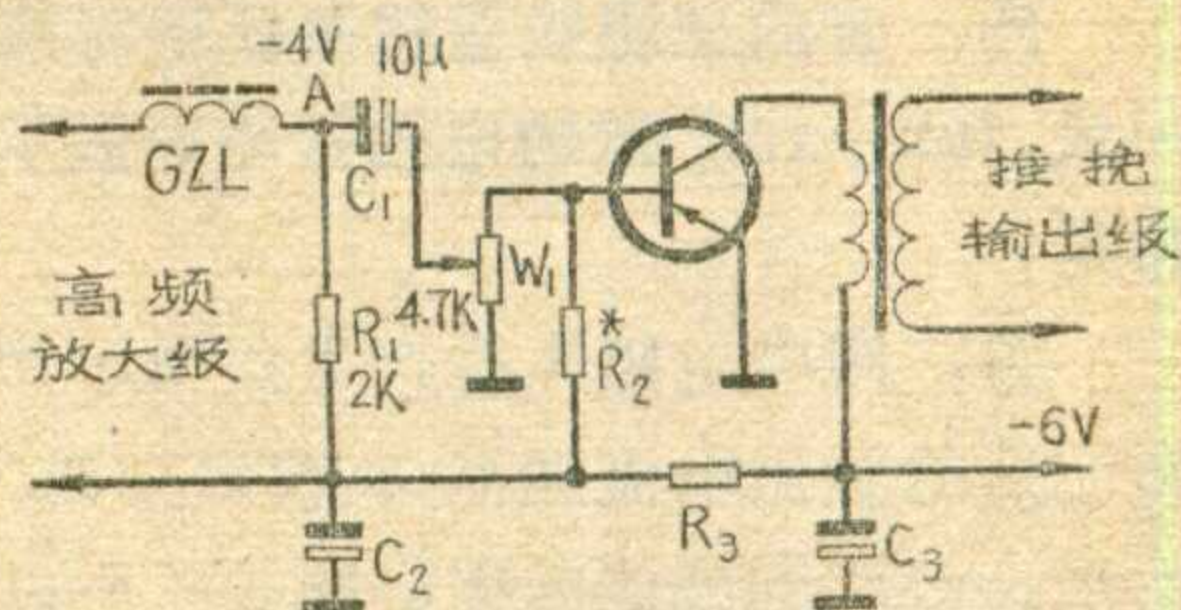 -4V
A
10μ
GZL
C₁
高频
放大级
R₁
2K
W₁
4.7K
*
R₂
推挽
输出级
-6V
R₃
C₂
C₃